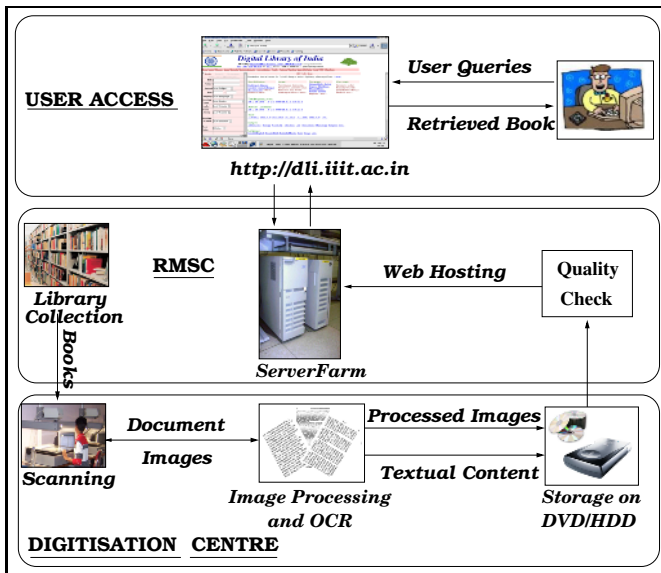 Digital Library of India
User Queries
USER ACCESS
Retrieved Book
http://dli.iiit.ac.in
RMSC
Web Hosting
Quality
Check
Library
Collection
Books
ServerFarm
Document
Images
Processed Images
Textual Content
Scanning
Image Processing
and OCR
Storage on
DVD/HDD
DIGITISATION CENTRE